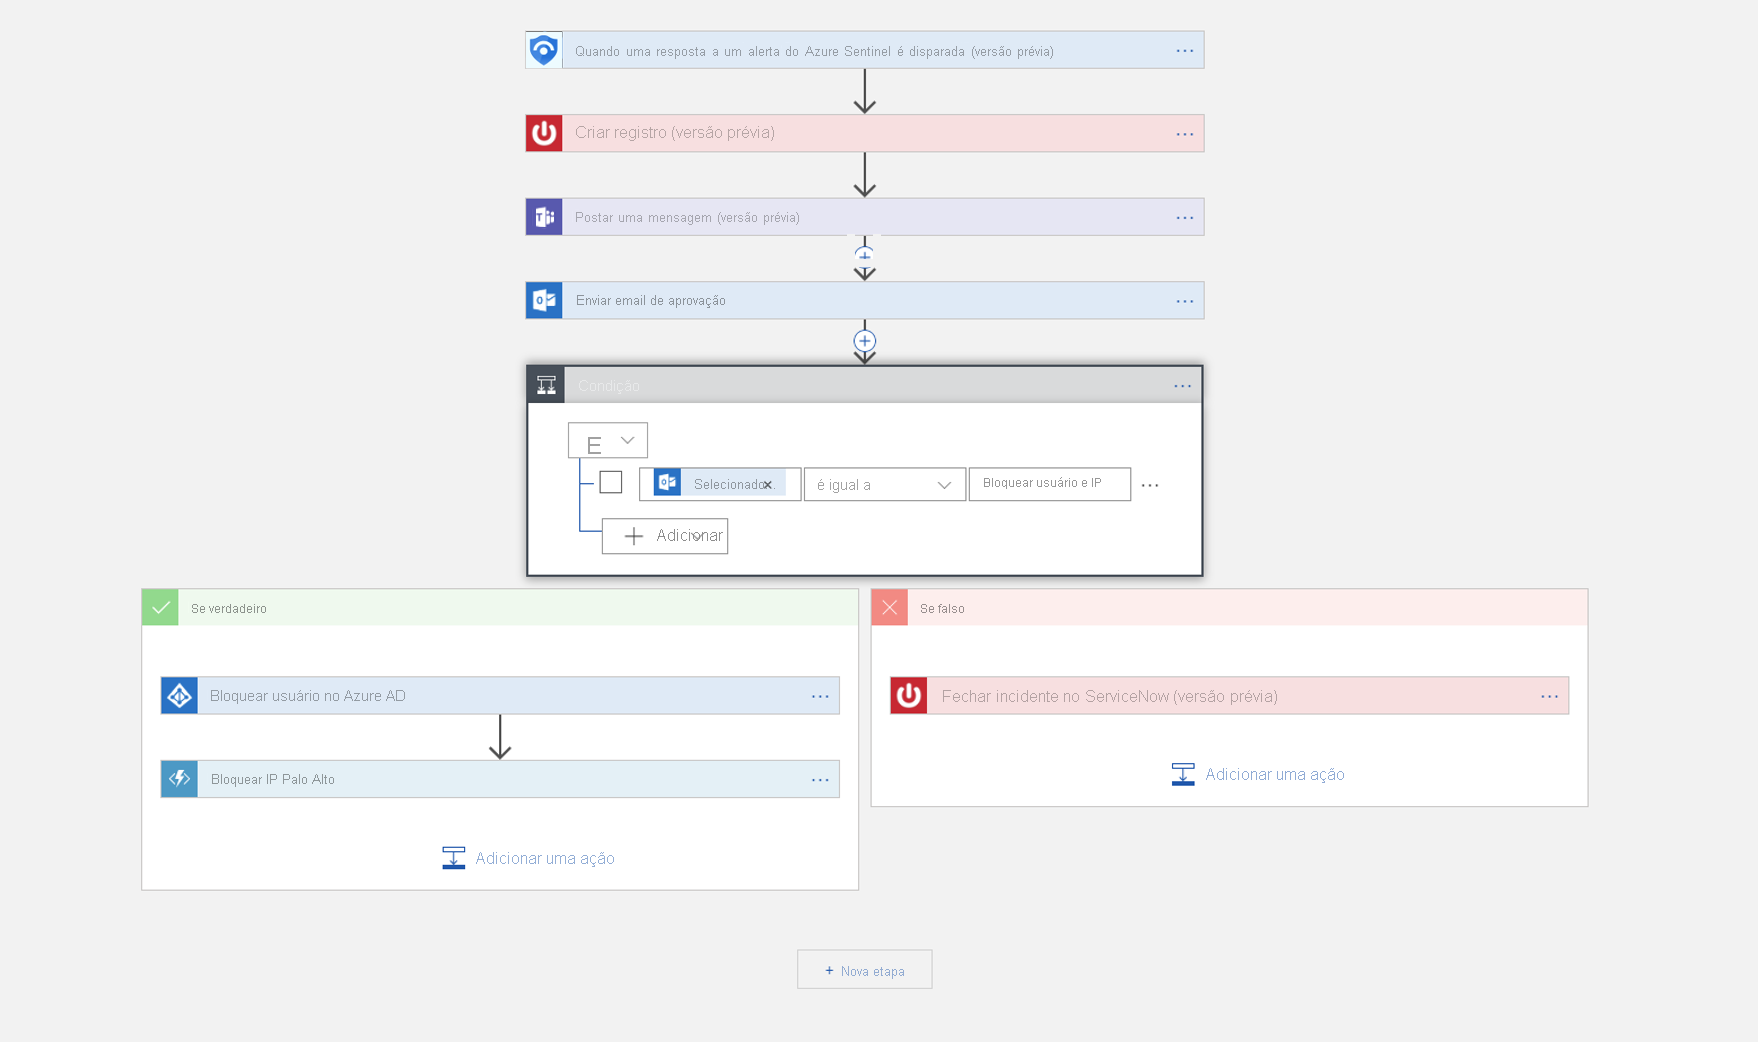 Quando uma resposta a um alerta do Azure Sentinel é disparada (versão prévia)
Criar registro (versão prévia)
Postar uma mensagem (versão prévia)
Enviar email de aprovação
Condição
E
Selecionado... é igual a Bloquear usuário e IP
Adicionar
Se verdadeiro
Se falso
Bloquear usuário no Azure AD
Fechar incidente no ServiceNow (versão prévia)
Bloquear IP Palo Alto
Adicionar uma ação
Adicionar uma ação
+ Nova etapa